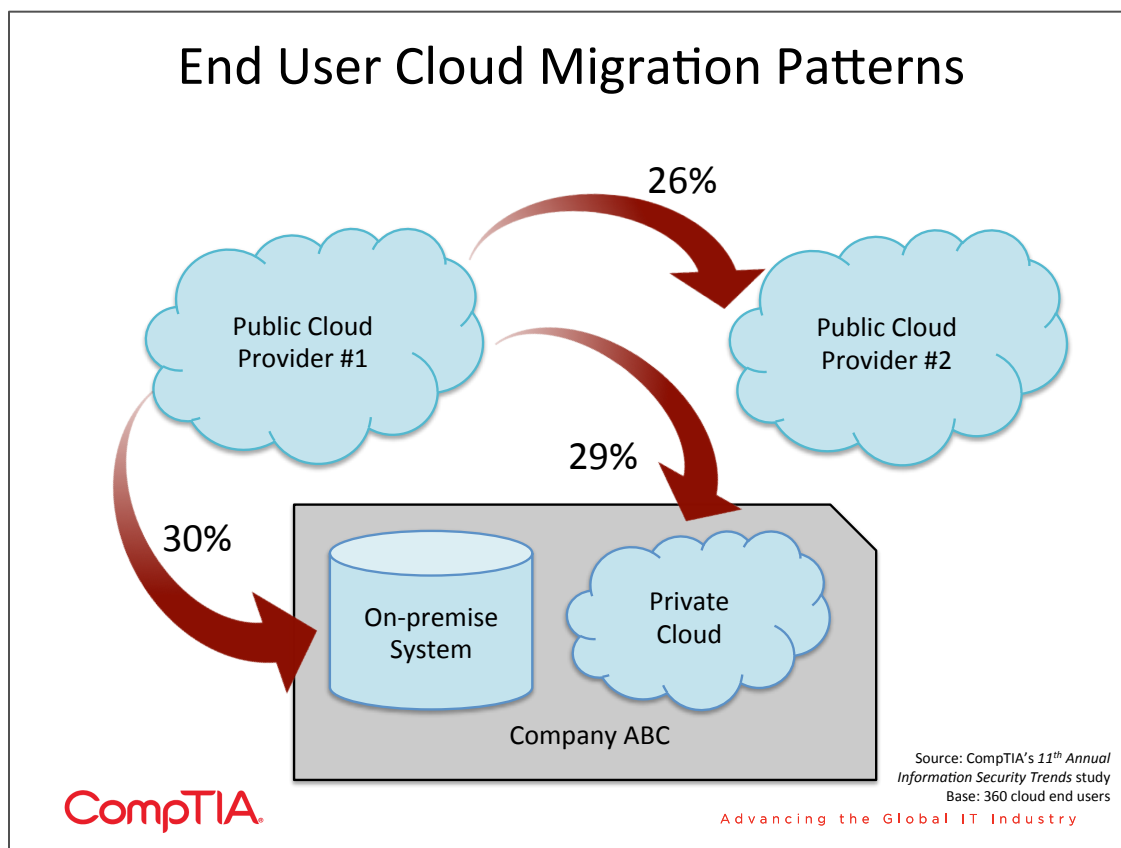 End User Cloud Migration Patterns
26%
Public Cloud
Provider #1
Public Cloud
Provider #2
29%
30%
On-premise
System
Private
Cloud
Company ABC
Source: CompTIA’s 11th Annual
Information Security Trends study
Base: 360 cloud end users
CompTIA.
Advancing the Global IT Industry